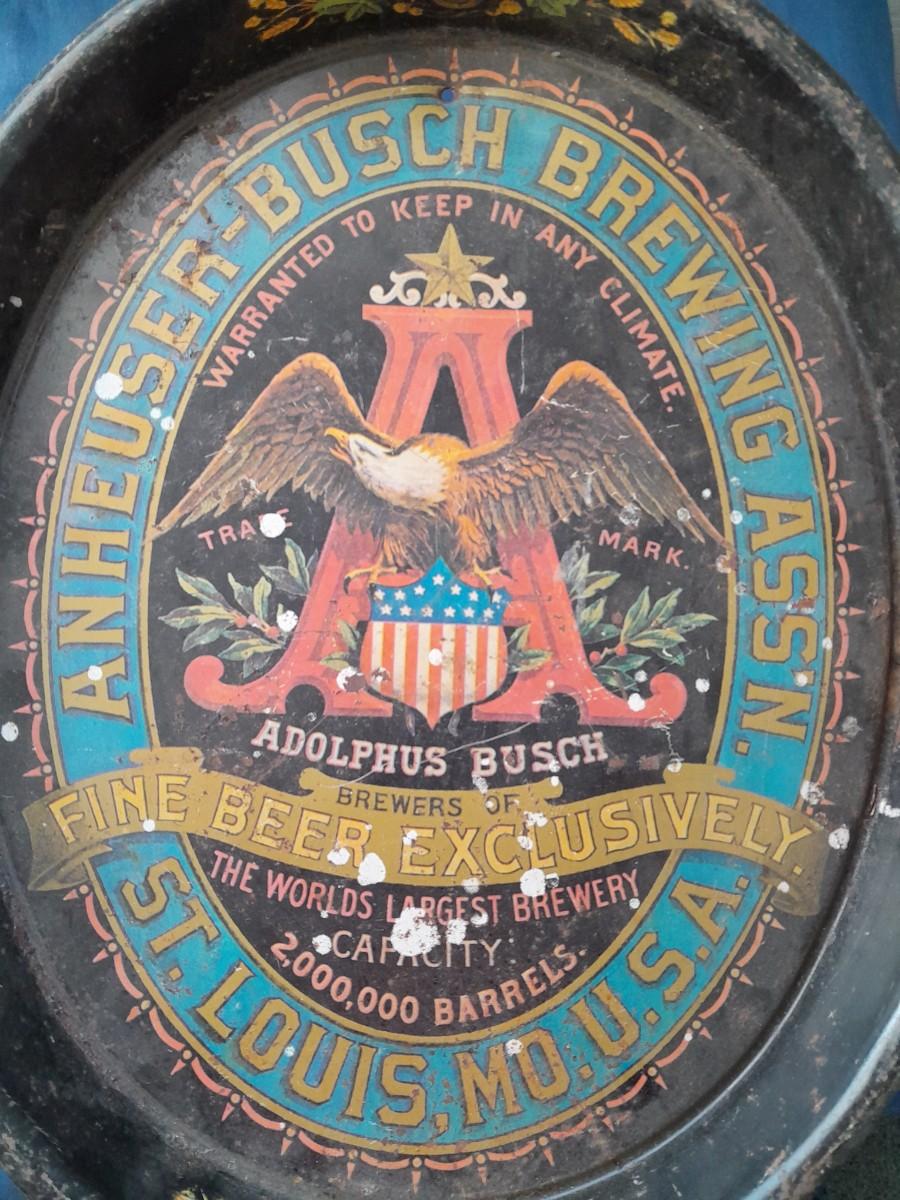 ANHEUSER-BUSCH BREWING ASS'N.
WARRANTED TO KEEP IN ANY CLIMATE.
TRADE MARK.
ADOLPHUS BUSCH
BREWERS OF
FINE BEER EXCLUSIVELY.
THE WORLDS LARGEST BREWERY
CAPACITY
2,000,000 BARRELS.
ST. LOUIS, MO. U.S.A.